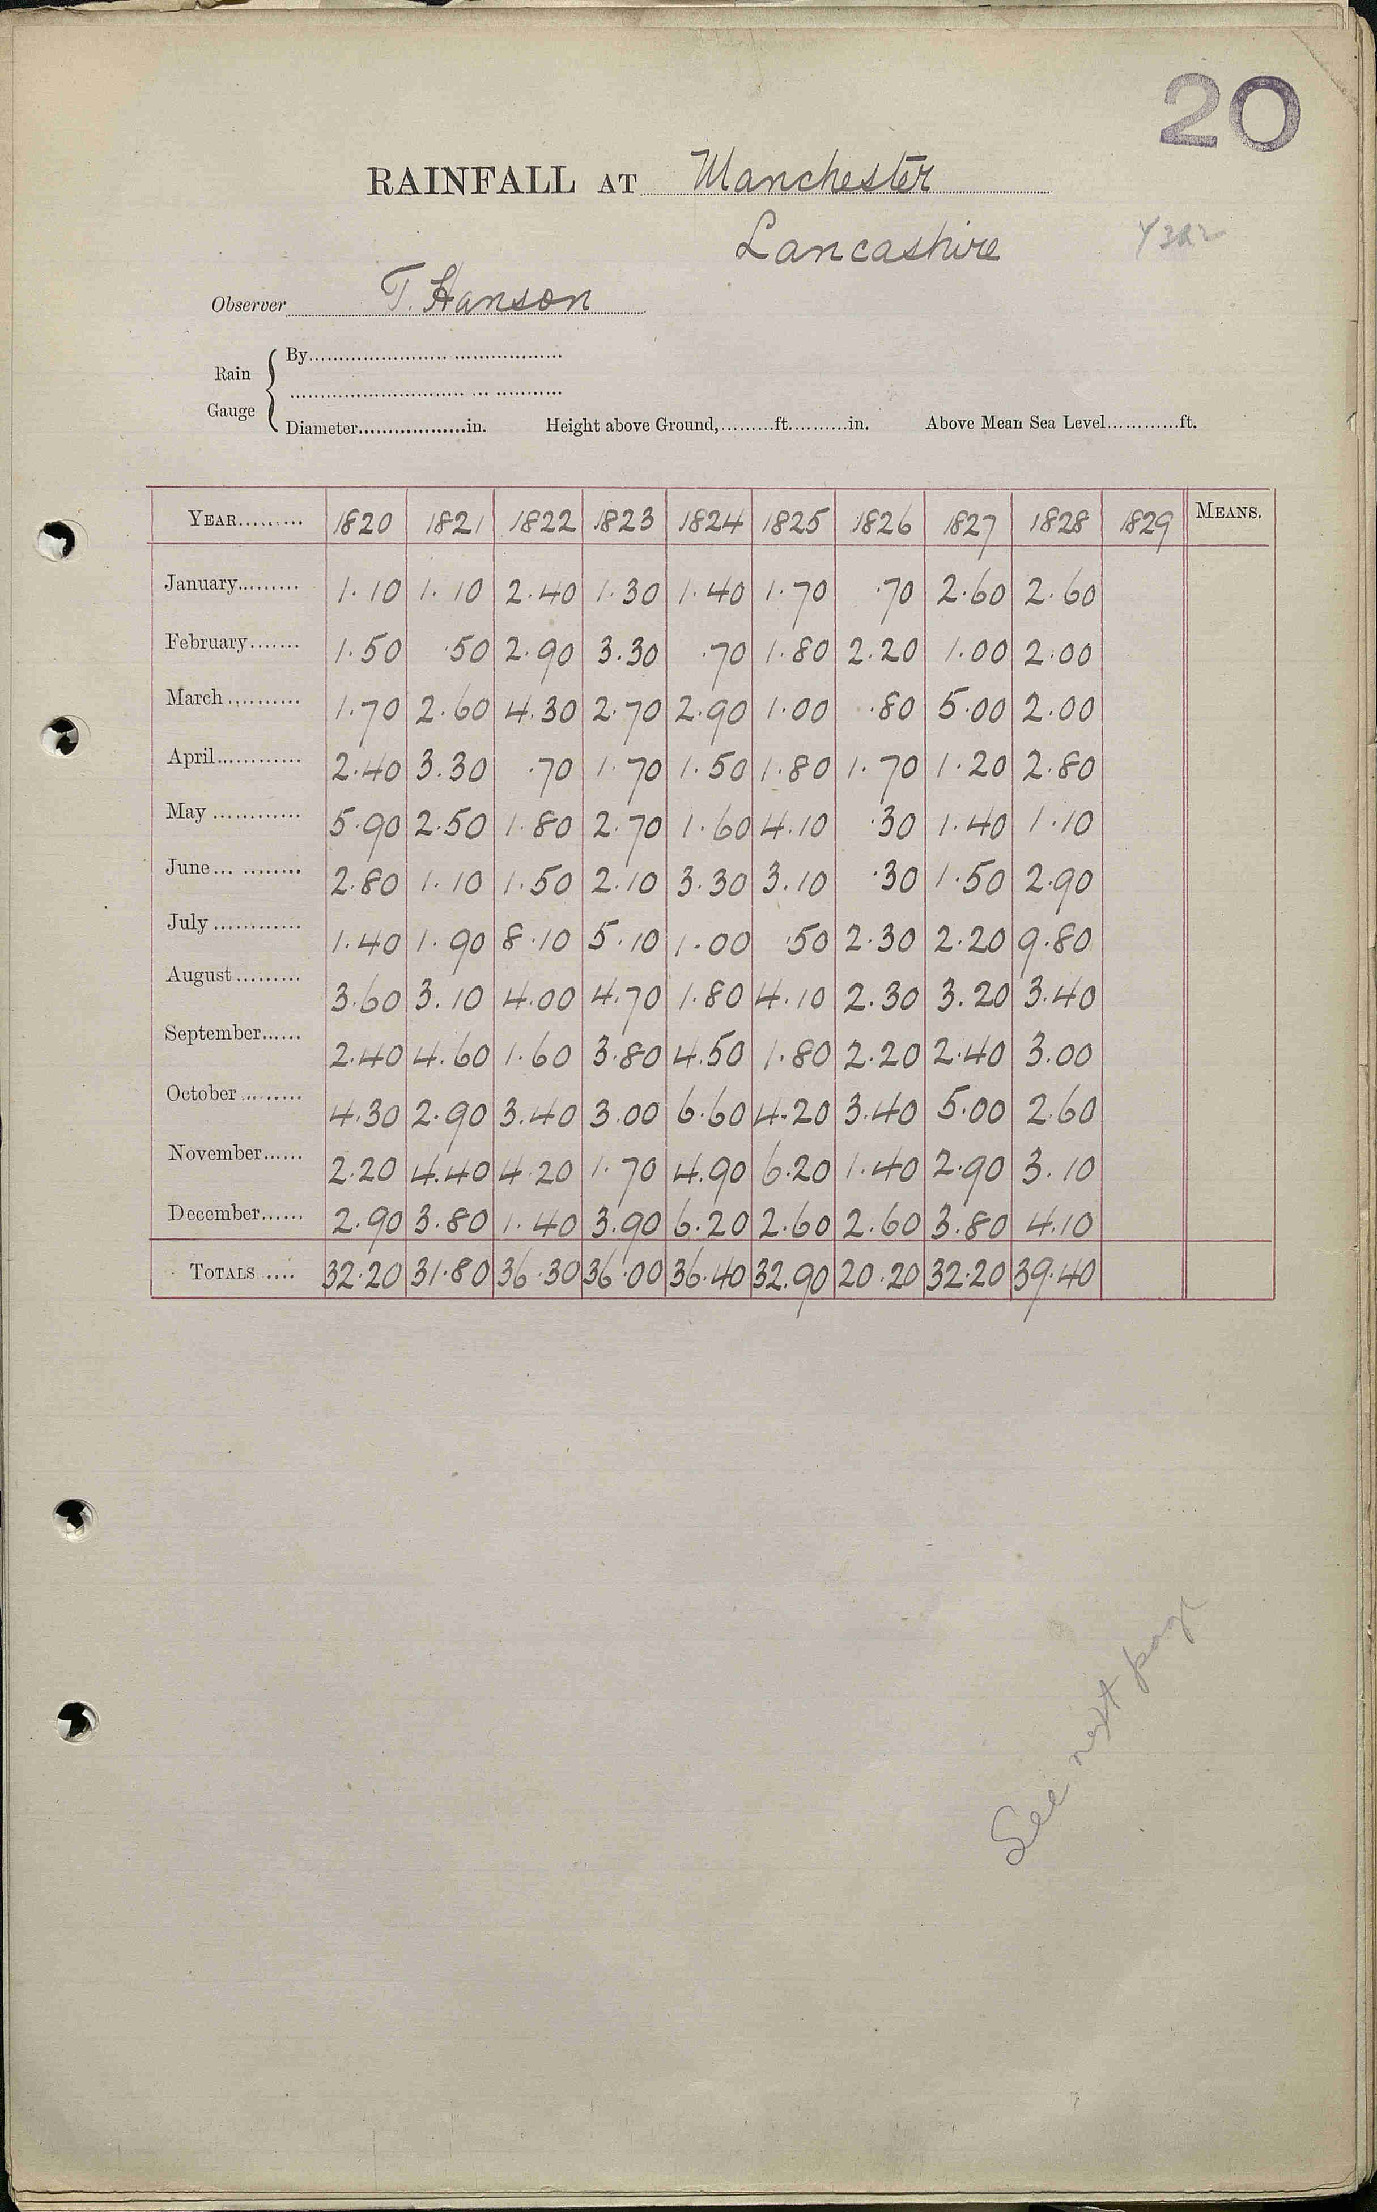 20
RAINFALL AT Manchester
Lancashire
Observer T. Hanson
Rain Gauge { By
Diameter in. Height above Ground, ft. in. Above Mean Sea Level ft.
YEAR 1820 1821 1822 1823 1824 1825 1826 1827 1828 1829 MEANS.
January 1.10 1.10 2.40 1.30 1.40 1.70 .70 2.60 2.60
February 1.50 .50 2.90 3.30 .70 1.80 2.20 1.00 2.00
March 1.70 2.60 4.30 2.70 2.90 1.00 .80 5.00 2.00
April 2.40 3.30 .70 1.70 1.50 1.80 1.70 1.20 2.80
May 5.90 2.50 1.80 2.70 1.60 4.10 .30 1.40 1.10
June 2.80 1.10 1.50 2.10 3.30 3.10 .30 1.50 2.90
July 1.40 1.90 8.10 5.10 1.00 .50 2.30 2.20 9.80
August 3.60 3.10 4.00 4.70 1.80 4.10 2.30 3.20 3.40
September 2.40 4.60 1.60 3.80 4.50 1.80 2.20 2.40 3.00
October 4.30 2.90 3.40 3.00 6.60 4.20 3.40 5.00 2.60
November 2.20 4.40 4.20 1.70 4.90 6.20 1.40 2.90 3.10
December 2.90 3.80 1.40 3.90 6.20 2.60 2.60 3.80 4.10
TOTALS 32.20 31.80 36.30 36.00 36.40 32.90 20.20 32.20 39.40
See next page